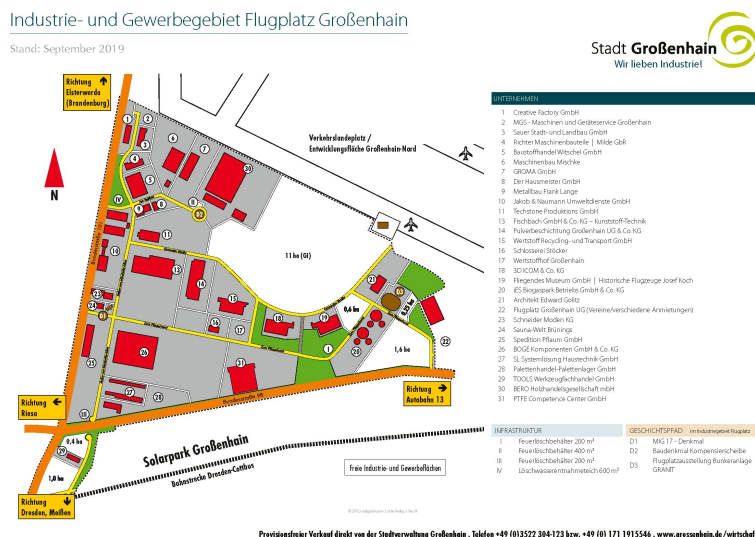 Industrie- und Gewerbegebiet Flugplatz Großenhain
Stand: September 2019
Stadt Großenhain
Wir lieben Industrie!
Richtung
Elsterwerda
(Brandenburg)
Verkehrslandeplatz /
Entwicklungsfläche Großenhain-Nord
N
11 ha (GI)
0,6 ha
1,6 ha
0,4 ha
1,0 ha
Bundesstraße 98
Richtung
Riesa
Richtung
Autobahn 13
Richtung
Dresden, Meißen
Solarpark Großenhain
Bahnstrecke Dresden-Cottbus
Freie Industrie- und Gewerbeflächen
UNTERNEHMEN
1 Creative Factory GmbH
2 MGS - Maschinen und Geräteservice Großenhain
3 Sauer Stadt- und Landbau GmbH
4 Richter Maschinenbauteile | Milde GbR
5 Baustoffhandel Witschel GmbH
6 Maschinenbau Mischke
7 GROMA GmbH
8 Der Hausmeister GmbH
9 Metallbau Frank Lange
10 Jakob & Naumann Umweltdienste GmbH
11 Techstone Produktions GmbH
13 Fischbach GmbH & Co. KG – Kunststoff-Technik
14 Pulverbeschichtung Großenhain UG & Co. KG
15 Wertstoff Recycling- und Transport GmbH
16 Schlosserei Stöcker
17 Wertstoffhof Großenhain
18 3D ICOM & Co. KG
19 Fliegendes Museum GmbH | Historische Flugzeuge Josef Koch
20 IES Biogaspark Betriebs GmbH & Co. KG
21 Architekt Edward Golitz
22 Flugplatz Großenhain UG (Vereine/verschiedene Anmietungen)
23 Schneider Moden KG
24 Sauna-Welt Brünings
25 Spedition Pflaum GmbH
26 BOGE Komponenten GmbH & Co. KG
27 SL Systemlösung Haustechnik GmbH
28 Palettenhandel-Palettenlager GmbH
29 TOOLS Werkzeugfachhandel GmbH
30 BERO Holzhandelsgesellschaft mbH
31 PTFE Competence Center GmbH
INFRASTRUKTUR
I Feuerlöschbehälter 200 m³
II Feuerlöschbehälter 400 m³
III Feuerlöschbehälter 200 m³
IV Löschwasserentnahmeteich 600 m³
GESCHICHTSPFAD im Industriegebiet Flugplatz
D1 MIG 17 – Denkmal
D2 Baudenkmal Kompensierscheibe
D3 Flugplatzausstellung Bunkeranlage
GRANIT
Provisionsfreier Verkauf direkt von der Stadtverwaltung Großenhain . Telefon +49 (0)3522 304-123 bzw. +49 (0) 171 1915546 . www.grossenhain.de/wirtschaf